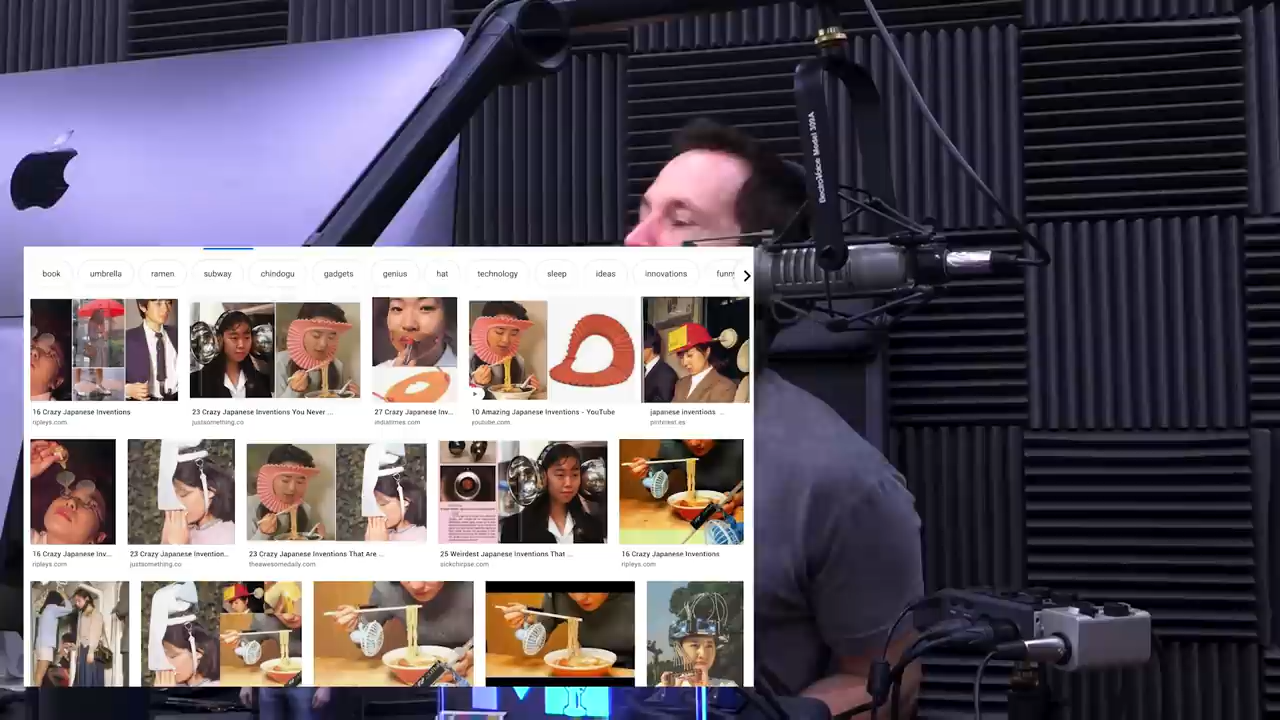 ElectroVoice Model 309A
book umbrella ramen subway chindogu gadgets genius hat technology sleep ideas innovations funny
16 Crazy Japanese Inventions
ripleys.com
23 Crazy Japanese Inventions You Never ...
justsomething.co
27 Crazy Japanese Inv...
indiatimes.com
10 Amazing Japanese Inventions - YouTube
youtube.com
japanese inventions ...
pinterest.es
16 Crazy Japanese Inv...
ripleys.com
23 Crazy Japanese Invention...
justsomething.co
23 Crazy Japanese Inventions That Are ...
theawesomedaily.com
25 Weirdest Japanese Inventions That ...
sickchirpse.com
16 Crazy Japanese Inventions
ripleys.com